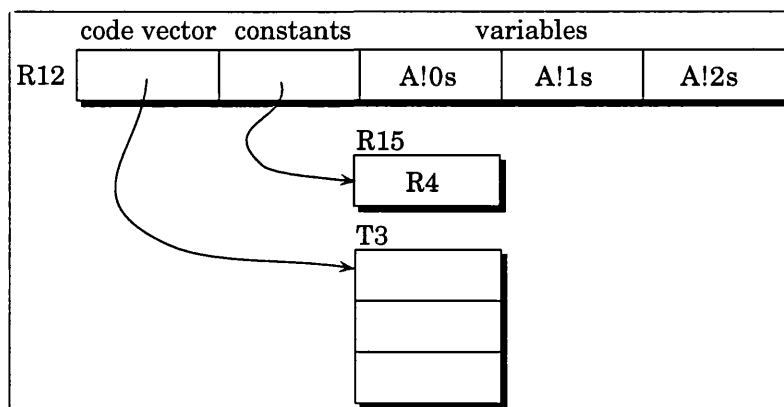 code vector constants variables
R12 A!0s A!1s A!2s
R15
R4
T3